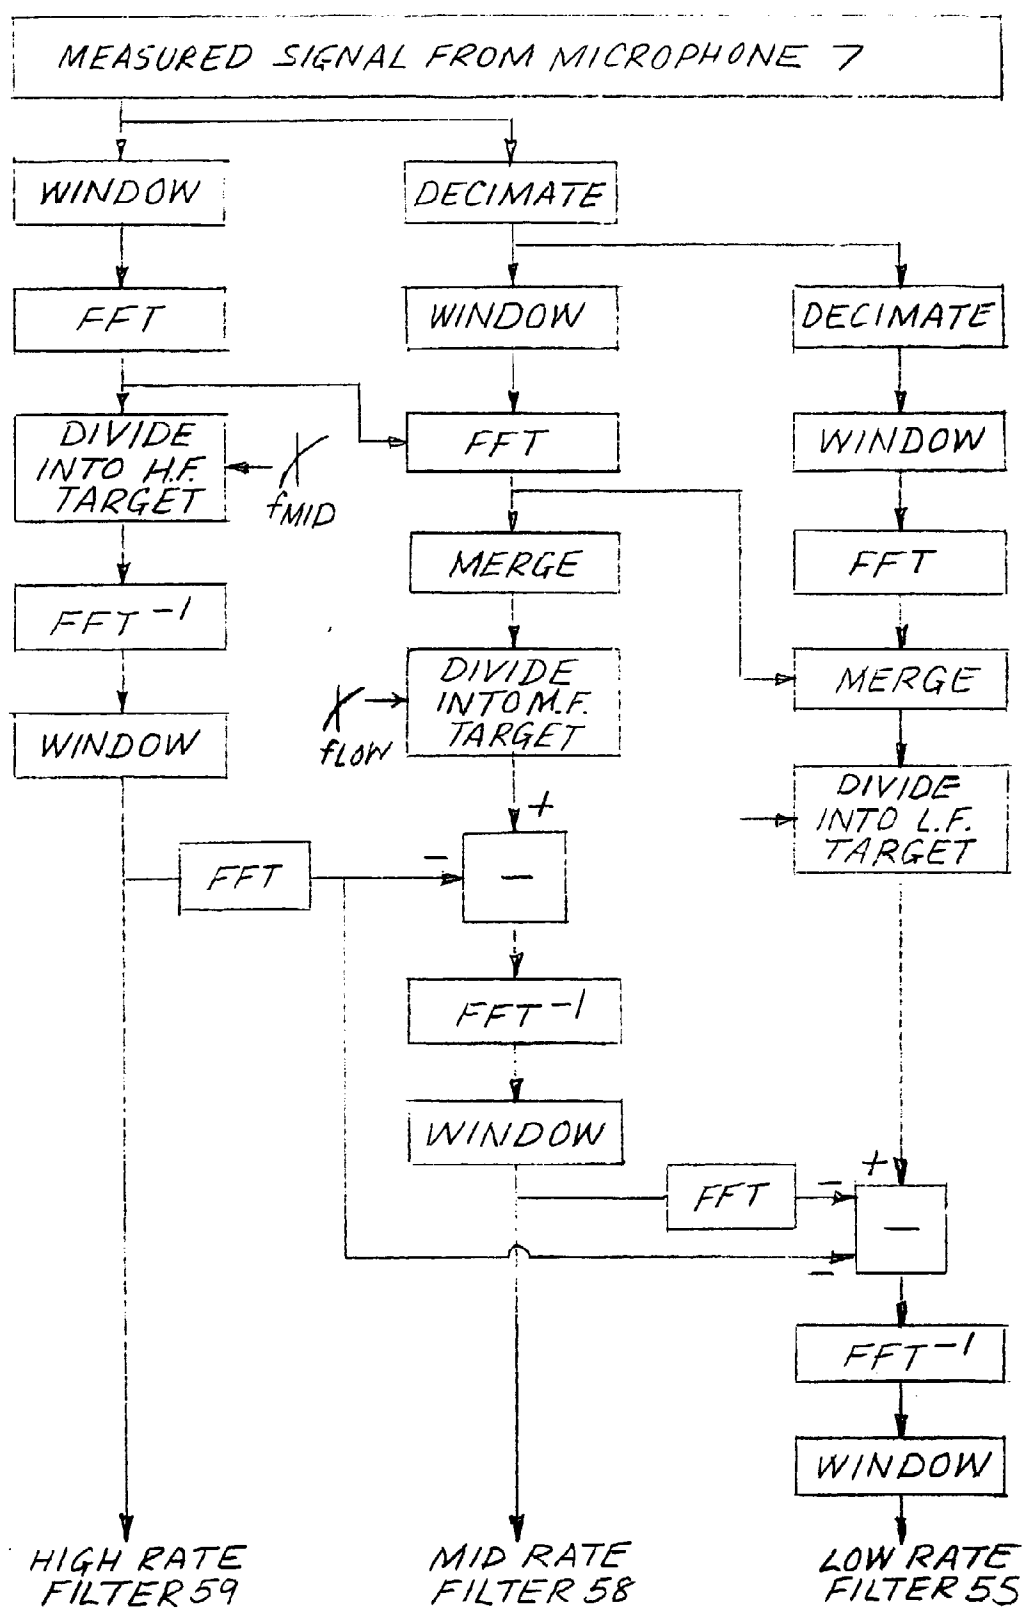 MEASURED SIGNAL FROM MICROPHONE 7
WINDOW
DECIMATE
FFT
WINDOW
DECIMATE
DIVIDE
INTO H.F.
TARGET
fMID
FFT
WINDOW
MERGE
FFT
FFT -1
DIVIDE
INTO M.F.
TARGET
fLOW
MERGE
WINDOW
DIVIDE
INTO L.F.
TARGET
+
FFT
-
-
FFT -1
WINDOW
FFT
+
-
-
-
FFT -1
WINDOW
HIGH RATE
FILTER 59
MID RATE
FILTER 58
LOW RATE
FILTER 55